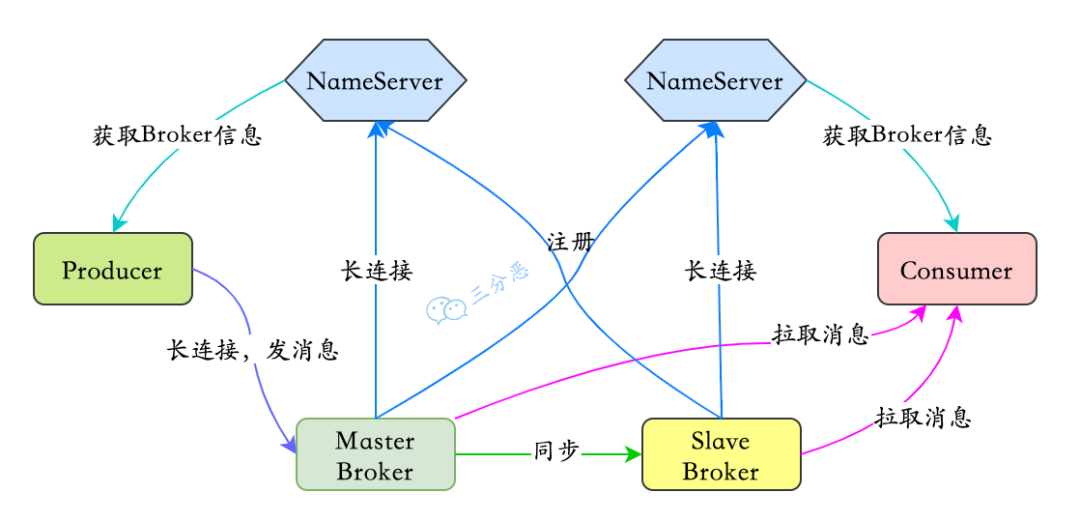 NameServer
NameServer
获取Broker信息
获取Broker信息
注册
Producer
长连接
长连接
Consumer
三分恶
长连接，发消息
拉取消息
拉取消息
Master
Broker
同步
Slave
Broker